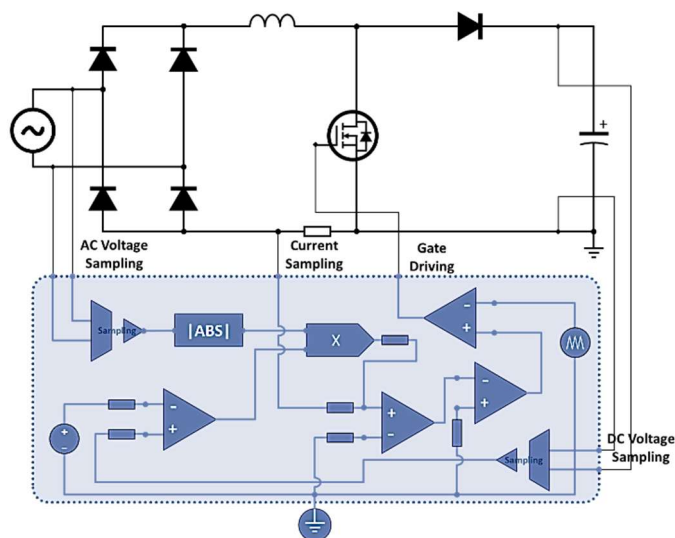 +
AC Voltage
Sampling
Current
Sampling
Gate
Driving
Sampling
|ABS|
X
−
+
+
−
−
+
+
−
−
+
Sampling
DC Voltage
Sampling